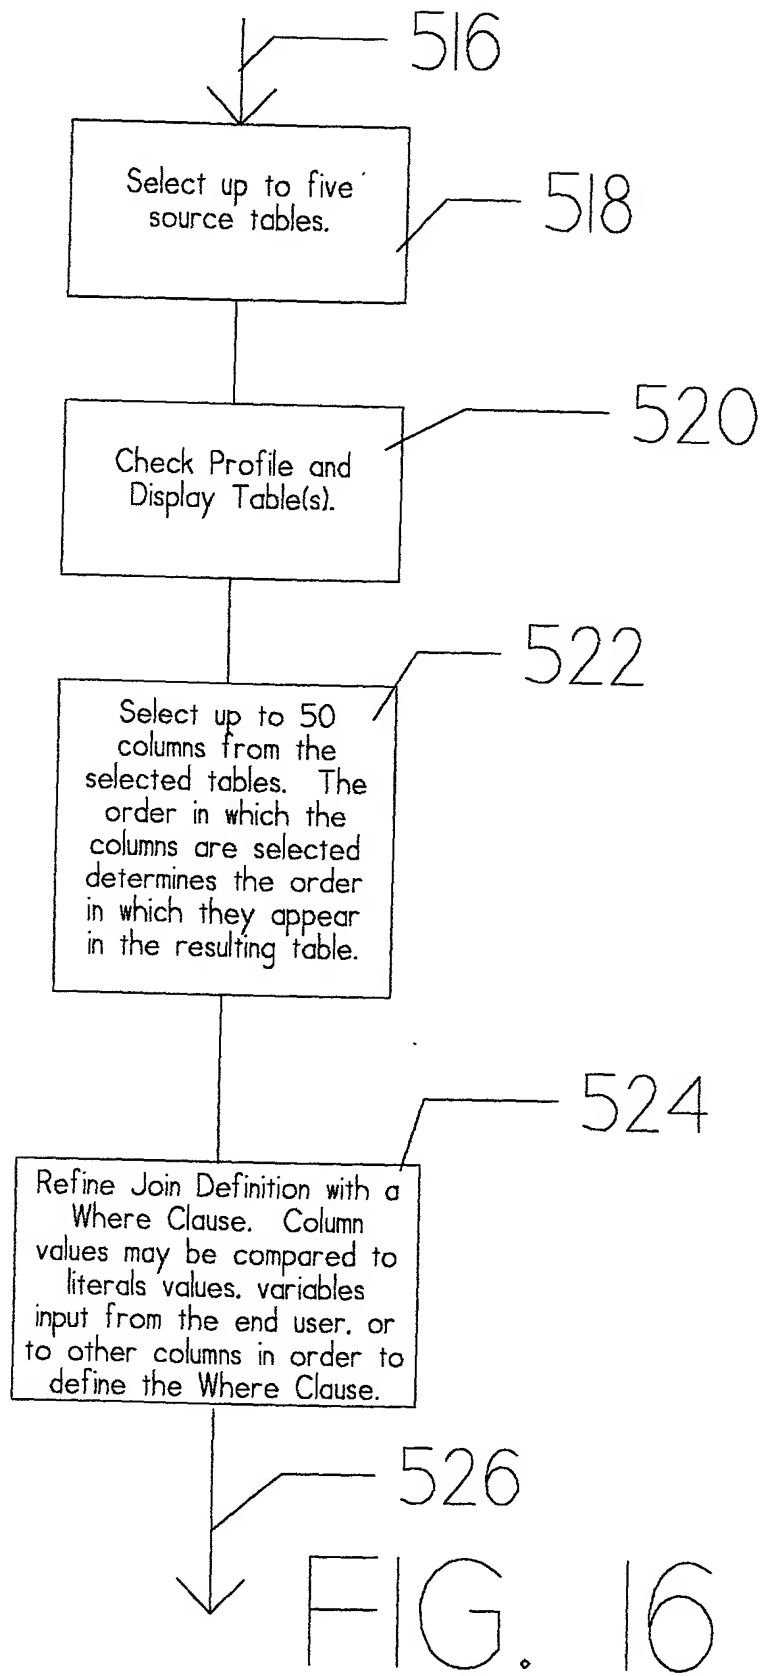 516
Select up to five
source tables.
518
520
Check Profile and
Display Table(s).
522
Select up to 50
columns from the
selected tables. The
order in which the
columns are selected
determines the order
in which they appear
in the resulting table.
524
Refine Join Definition with a
Where Clause. Column
values may be compared to
literals values, variables
input from the end user, or
to other columns in order to
define the Where Clause.
526
FIG. 16